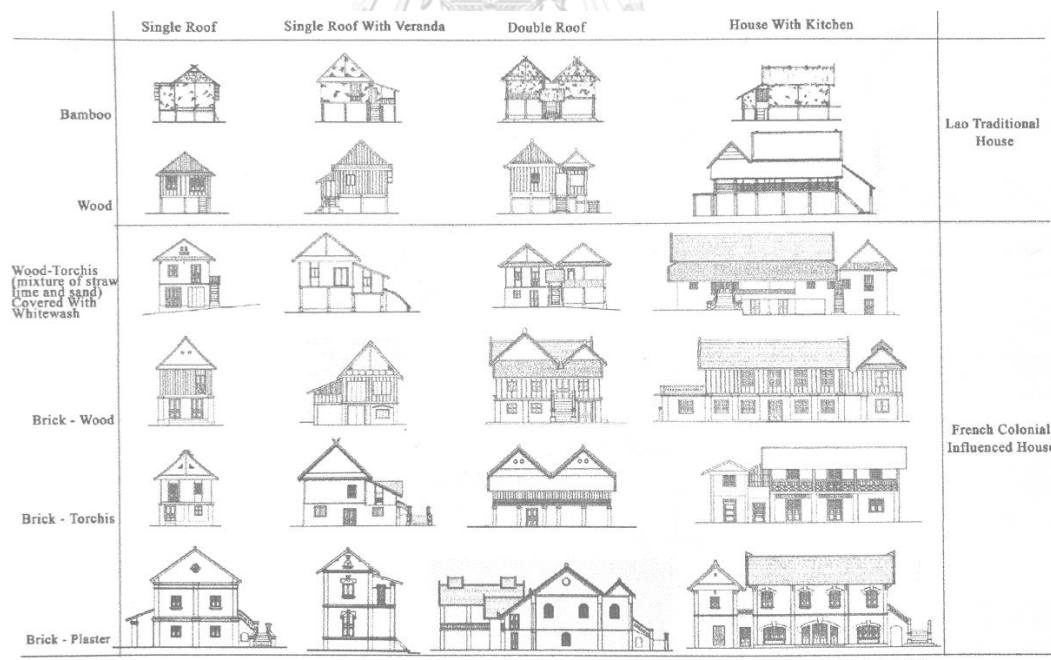 Single Roof
Single Roof With Veranda
Double Roof
House With Kitchen
Bamboo
Lao Traditional
House
Wood
Wood-Torchis
(mixture of straw
lime and sand)
Covered With
Whitewash
Brick - Wood
French Colonial
Influenced House
Brick - Torchis
Brick - Plaster